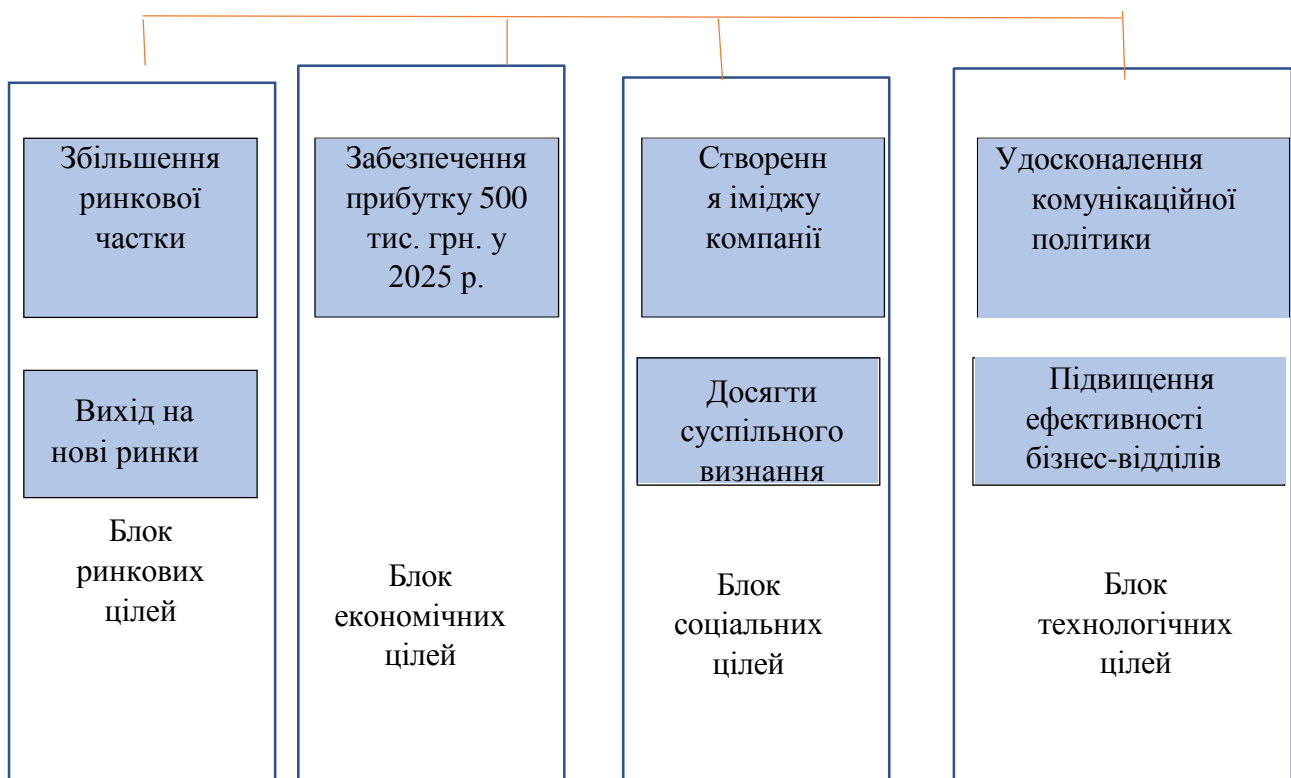 Збільшення
ринкової
частки
Вихід на
нові ринки
Блок
ринкових
цілей
Забезпечення
прибутку 500
тис. грн. у
2025 р.
Блок
економічних
цілей
Створенн
я іміджу
компанії
Досягти
суспільного
визнання
Блок
соціальних
цілей
Удосконалення
комунікаційної
політики
Підвищення
ефективності
бізнес-відділів
Блок
технологічних
цілей